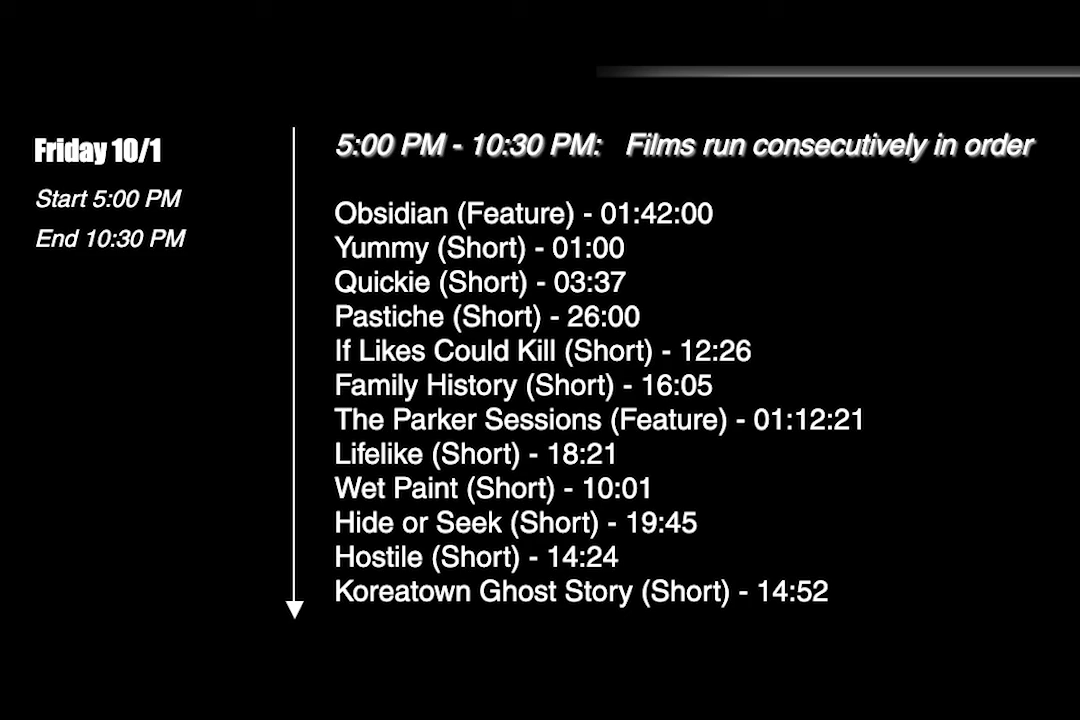 Friday 10/1
Start 5:00 PM
End 10:30 PM
5:00 PM - 10:30 PM: Films run consecutively in order
Obsidian (Feature) - 01:42:00
Yummy (Short) - 01:00
Quickie (Short) - 03:37
Pastiche (Short) - 26:00
If Likes Could Kill (Short) - 12:26
Family History (Short) - 16:05
The Parker Sessions (Feature) - 01:12:21
Lifelike (Short) - 18:21
Wet Paint (Short) - 10:01
Hide or Seek (Short) - 19:45
Hostile (Short) - 14:24
Koreatown Ghost Story (Short) - 14:52